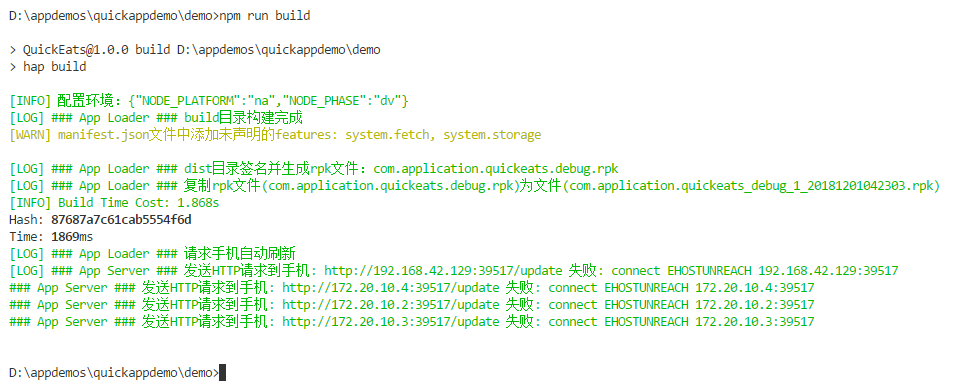 D:\appdemos\quickappdemo\demo>npm run build
> QuickEats@1.0.0 build D:\appdemos\quickappdemo\demo
> hap build
[INFO] 配置环境：{"NODE_PLATFORM":"na","NODE_PHASE":"dv"}
[LOG] ### App Loader ### build目录构建完成
[WARN] manifest.json文件中添加未声明的features: system.fetch, system.storage
[LOG] ### App Loader ### dist目录签名并生成rpk文件：com.application.quickeats.debug.rpk
[LOG] ### App Loader ### 复制rpk文件(com.application.quickeats.debug.rpk)为文件(com.application.quickeats_debug_1_20181201042303.rpk)
[INFO] Build Time Cost: 1.868s
Hash: 87687a7c61cab5554f6d
Time: 1869ms
[LOG] ### App Loader ### 请求手机自动刷新
[LOG] ### App Server ### 发送HTTP请求到手机: http://192.168.42.129:39517/update 失败: connect EHOSTUNREACH 192.168.42.129:39517
### App Server ### 发送HTTP请求到手机: http://172.20.10.4:39517/update 失败: connect EHOSTUNREACH 172.20.10.4:39517
### App Server ### 发送HTTP请求到手机: http://172.20.10.2:39517/update 失败: connect EHOSTUNREACH 172.20.10.2:39517
### App Server ### 发送HTTP请求到手机: http://172.20.10.3:39517/update 失败: connect EHOSTUNREACH 172.20.10.3:39517
D:\appdemos\quickappdemo\demo>